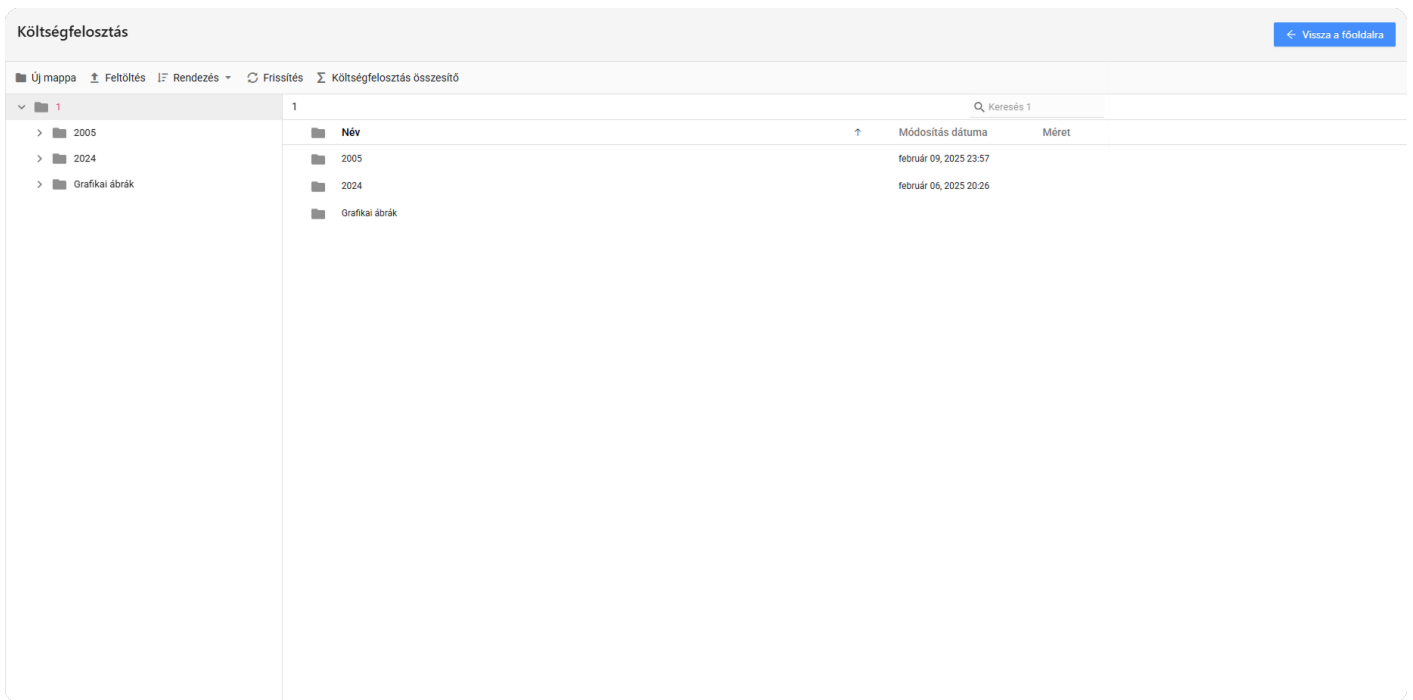 Költségfelosztás
Vissza a főoldalra
Új mappa Feltöltés Rendezés Frissítés Költségfelosztás összesítő
1
2005
2024
Grafikai ábrák
1 Keresés 1
Név Módosítás dátuma Méret
2005 február 09, 2025 23:57
2024 február 06, 2025 20:26
Grafikai ábrák